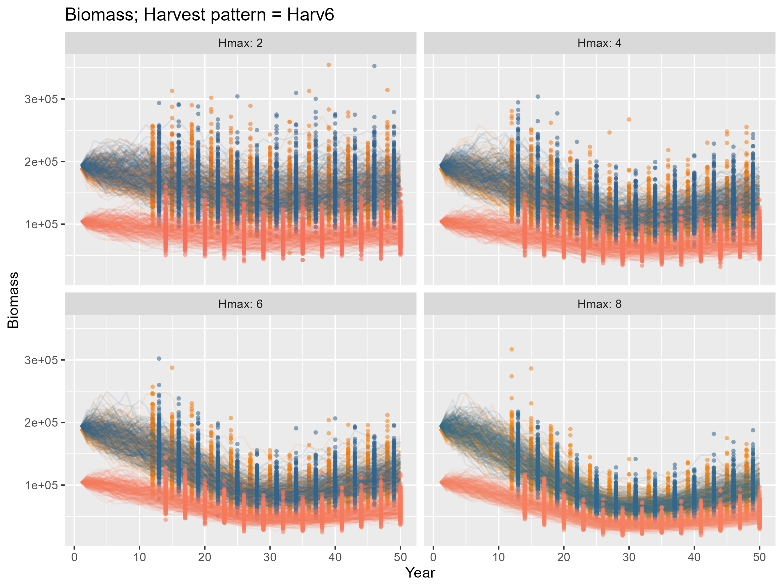 Biomass; Harvest pattern = Harv6
Hmax: 2
Hmax: 4
3e+05
2e+05
1e+05
Biomass
Hmax: 6
Hmax: 8
3e+05
2e+05
1e+05
0 10 20 30 40 50 0 10 20 30 40 50
Year